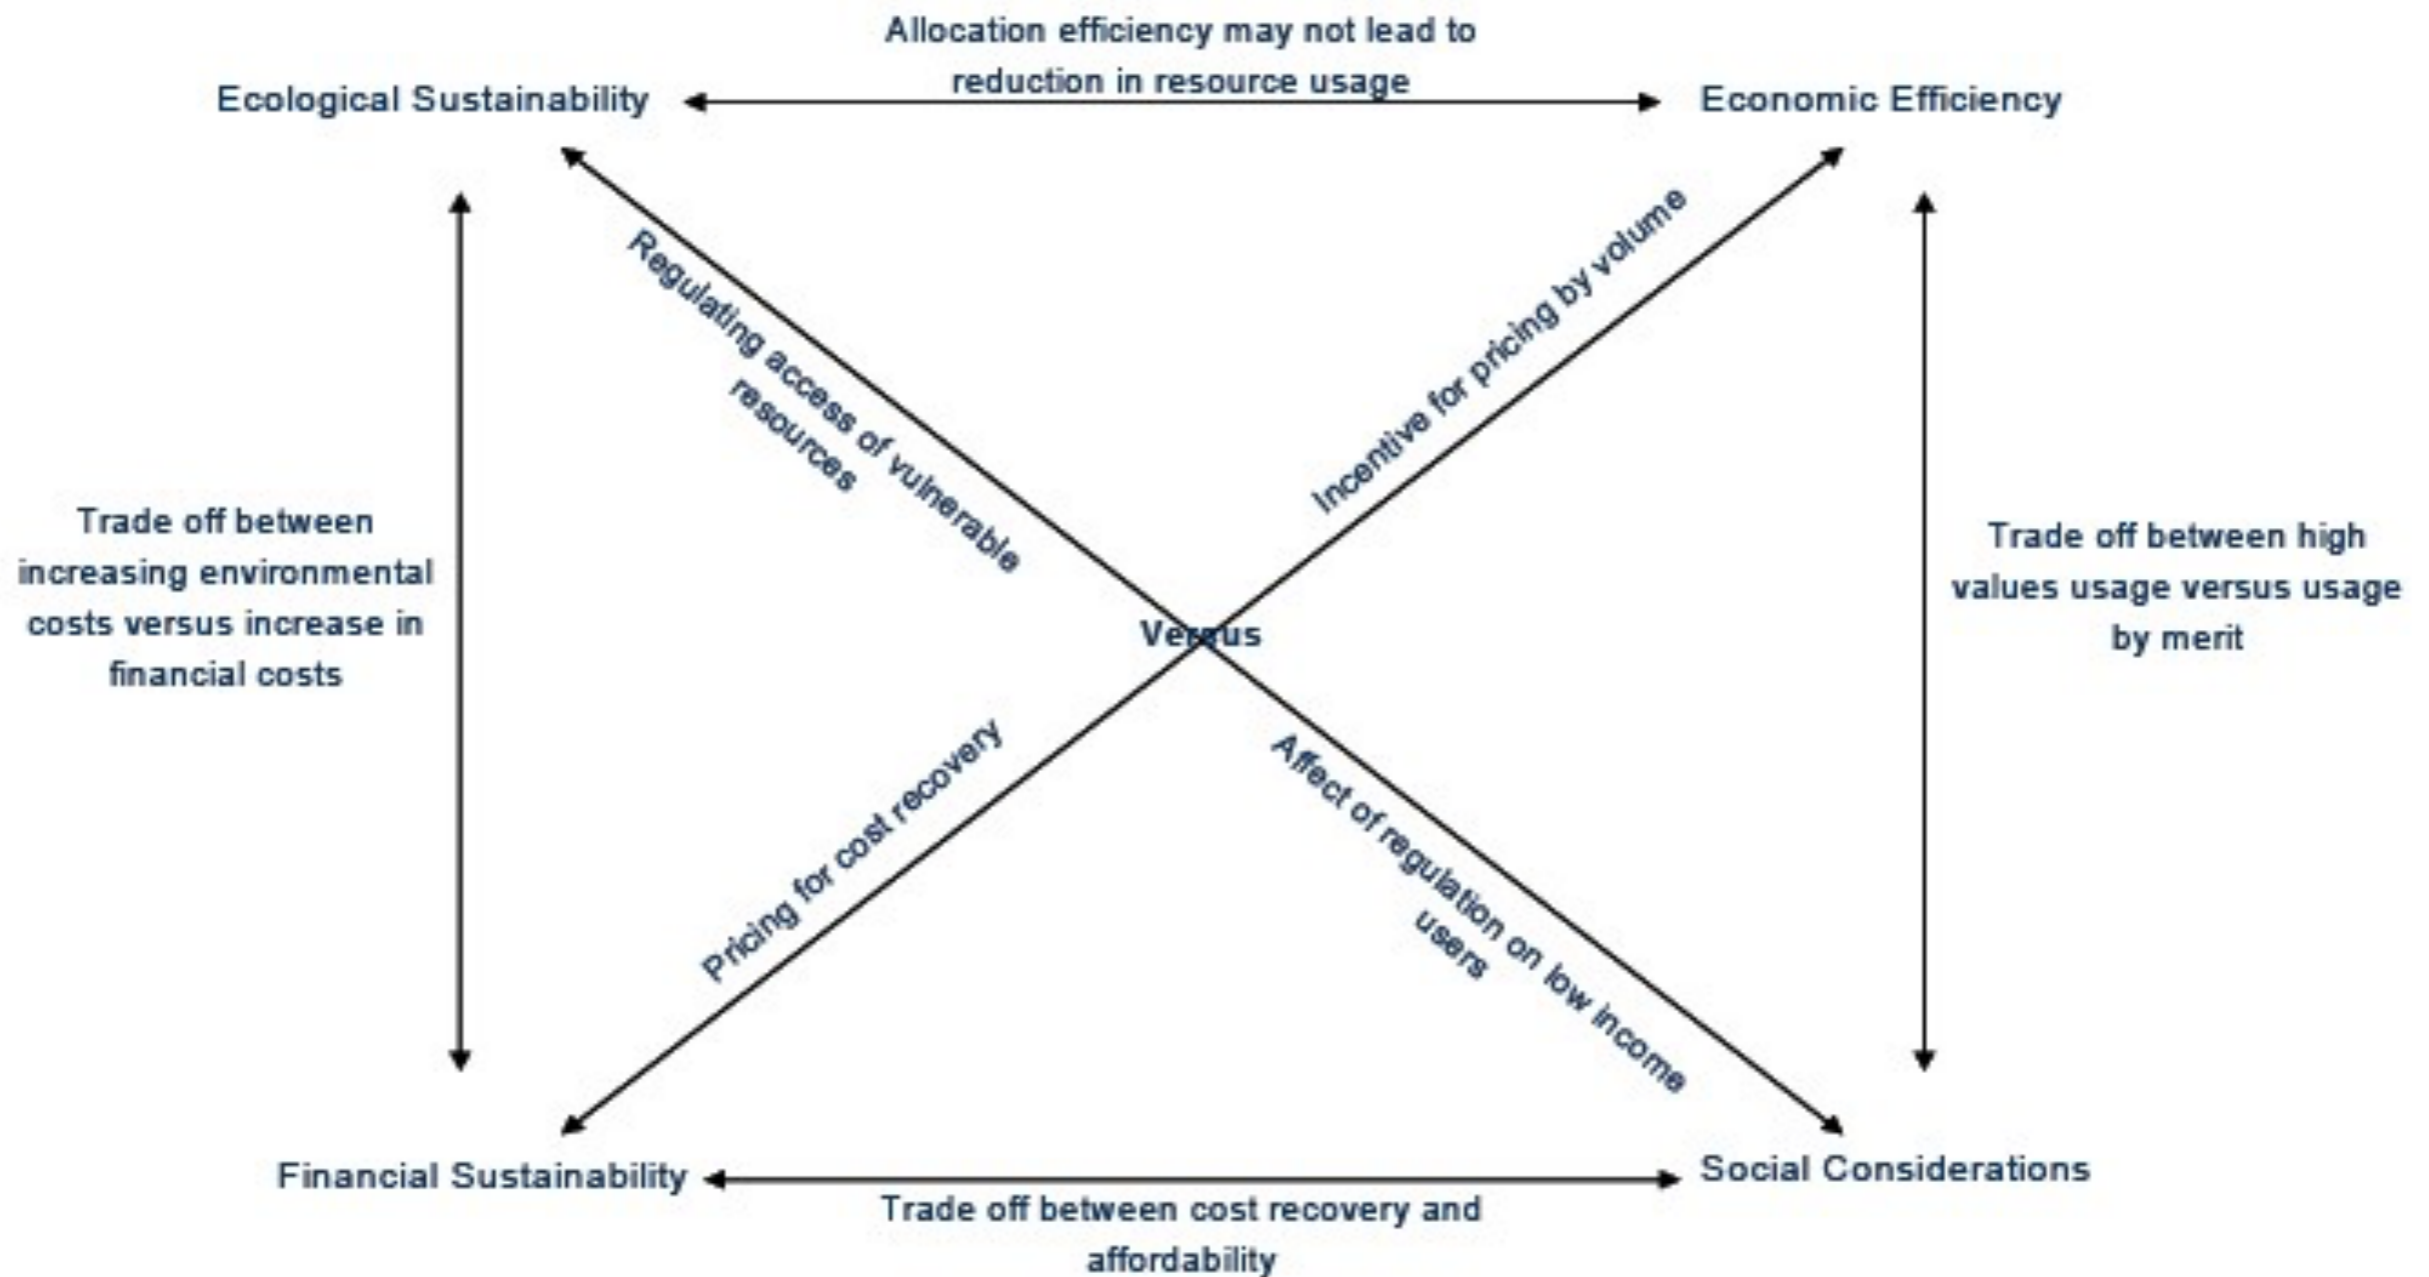 Allocation efficiency may not lead to
reduction in resource usage
Ecological Sustainability
Economic Efficiency
Regulating access of vulnerable
resources
Incentive for pricing by volume
Trade off between
increasing environmental
costs versus increase in
financial costs
Trade off between high
values usage versus usage
by merit
Versus
Pricing for cost recovery
Affect of regulation on low income
users
Financial Sustainability
Social Considerations
Trade off between cost recovery and
affordability